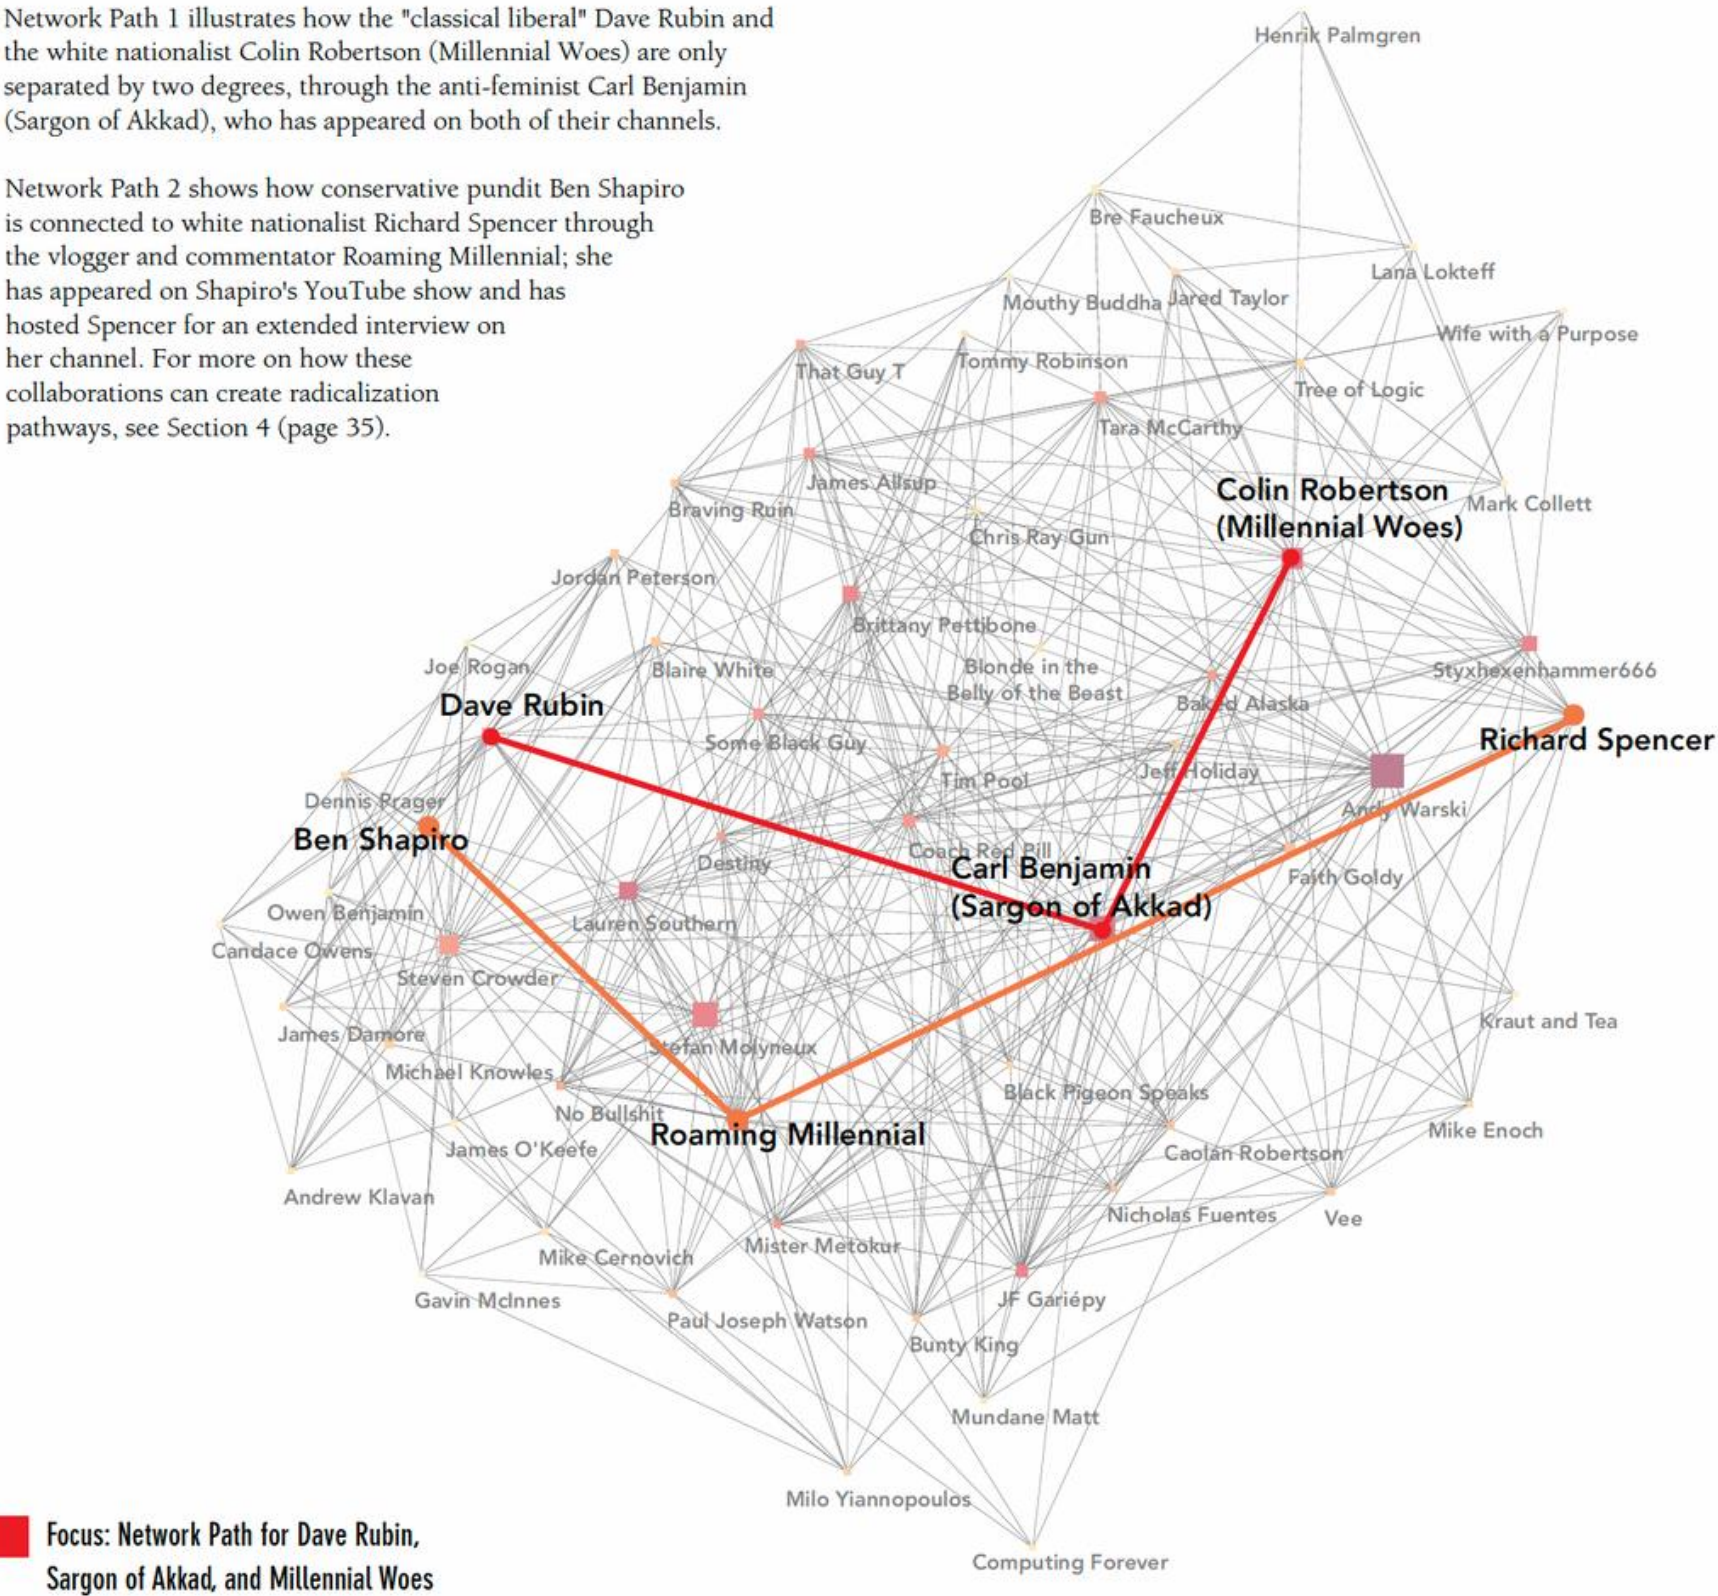 Network Path 1 illustrates how the "classical liberal" Dave Rubin and
the white nationalist Colin Robertson (Millennial Woes) are only
separated by two degrees, through the anti-feminist Carl Benjamin
(Sargon of Akkad), who has appeared on both of their channels.
Network Path 2 shows how conservative pundit Ben Shapiro
is connected to white nationalist Richard Spencer through
the vlogger and commentator Roaming Millennial; she
has appeared on Shapiro's YouTube show and has
hosted Spencer for an extended interview on
her channel. For more on how these
collaborations can create radicalization
pathways, see Section 4 (page 35).
Henrik Palmgren
Bre Faucheux
Lana Lokteff
Mouthy Buddha
Jared Taylor
Wife with a Purpose
Tommy Robinson
That Guy T
Tree of Logic
Tara McCarthy
James Allsup
Colin Robertson
(Millennial Woes)
Mark Collett
Braving Ruin
Chris Ray Gun
Jordan Peterson
Brittany Pettibone
Joe Rogan
Blaire White
Blonde in the
Belly of the Beast
Styxhexenhammer666
Baked Alaska
Dave Rubin
Some Black Guy
Richard Spencer
Tim Pool
Jeff Holiday
Dennis Prager
Andy Warski
Ben Shapiro
Destiny
Coach Red Pill
Carl Benjamin
(Sargon of Akkad)
Faith Goldy
Owen Benjamin
Lauren Southern
Candace Owens
Steven Crowder
Kraut and Tea
James Damore
Stefan Molyneux
Michael Knowles
Black Pigeon Speaks
No Bullshit
Roaming Millennial
Mike Enoch
James O'Keefe
Caolan Robertson
Andrew Klavan
Nicholas Fuentes
Vee
Mister Metokur
Mike Cernovich
Gavin McInnes
JF Gariépy
Paul Joseph Watson
Bunty King
Mundane Matt
Milo Yiannopoulos
Computing Forever
Focus: Network Path for Dave Rubin,
Sargon of Akkad, and Millennial Woes